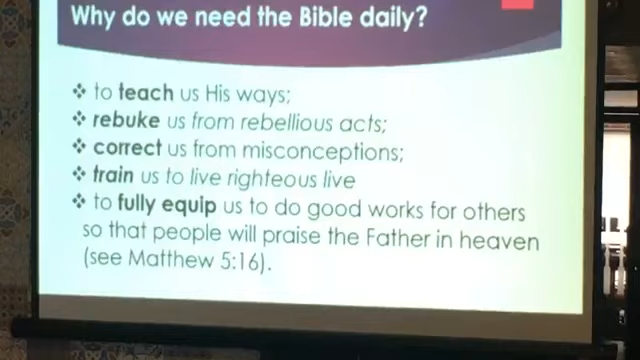 Why do we need the Bible daily?
❖ to teach us His ways;
❖ rebuke us from rebellious acts;
❖ correct us from misconceptions;
❖ train us to live righteous live
❖ to fully equip us to do good works for others
so that people will praise the Father in heaven
(see Matthew 5:16).